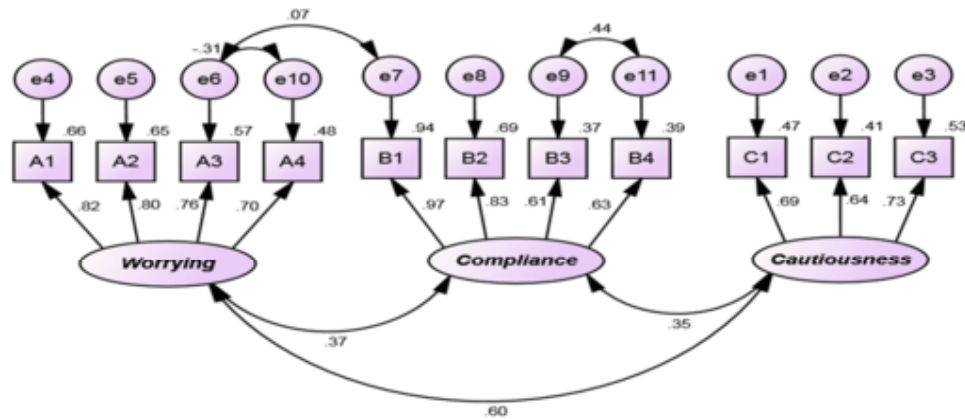 .07
-.31
.44
e4 e5 e6 e10 e7 e8 e9 e11 e1 e2 e3
.66 .65 .57 .48 .94 .69 .37 .39 .47 .41 .53
A1 A2 A3 A4 B1 B2 B3 B4 C1 C2 C3
.82 .80 .76 .70 .97 .83 .61 .63 .69 .64 .73
Worrying Compliance Cautiousness
.37 .35
.60